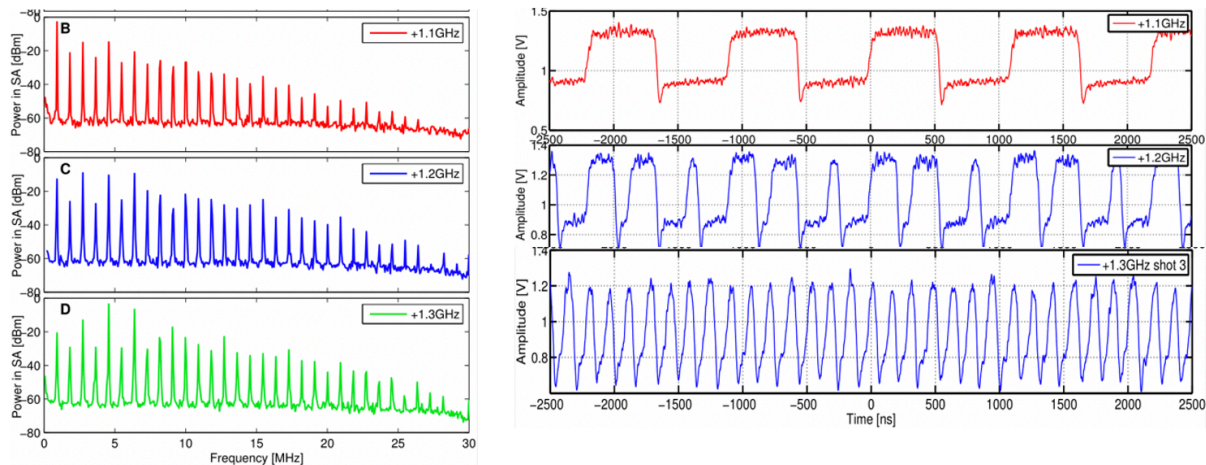 −80
B
+1.1GHz
Power in SA [dBm]
−20
−40
−60
−80
0
C
+1.2GHz
Power in SA [dBm]
−20
−40
−60
−80
0
D
+1.3GHz
Power in SA [dBm]
−20
−40
−60
−80
0 5 10 15 20 25 30
Frequency [MHz]
1.5
+1.1GHz
Amplitude [V]
1
0.5
−2500 −2000 −1500 −1000 −500 0 500 1000 1500 2000 2500
1.4
+1.2GHz
Amplitude [V]
1.2
1
0.8
1.4
+1.3GHz shot 3
Amplitude [V]
1.2
1
0.8
−2500 −2000 −1500 −1000 −500 0 500 1000 1500 2000 2500
Time [ns]